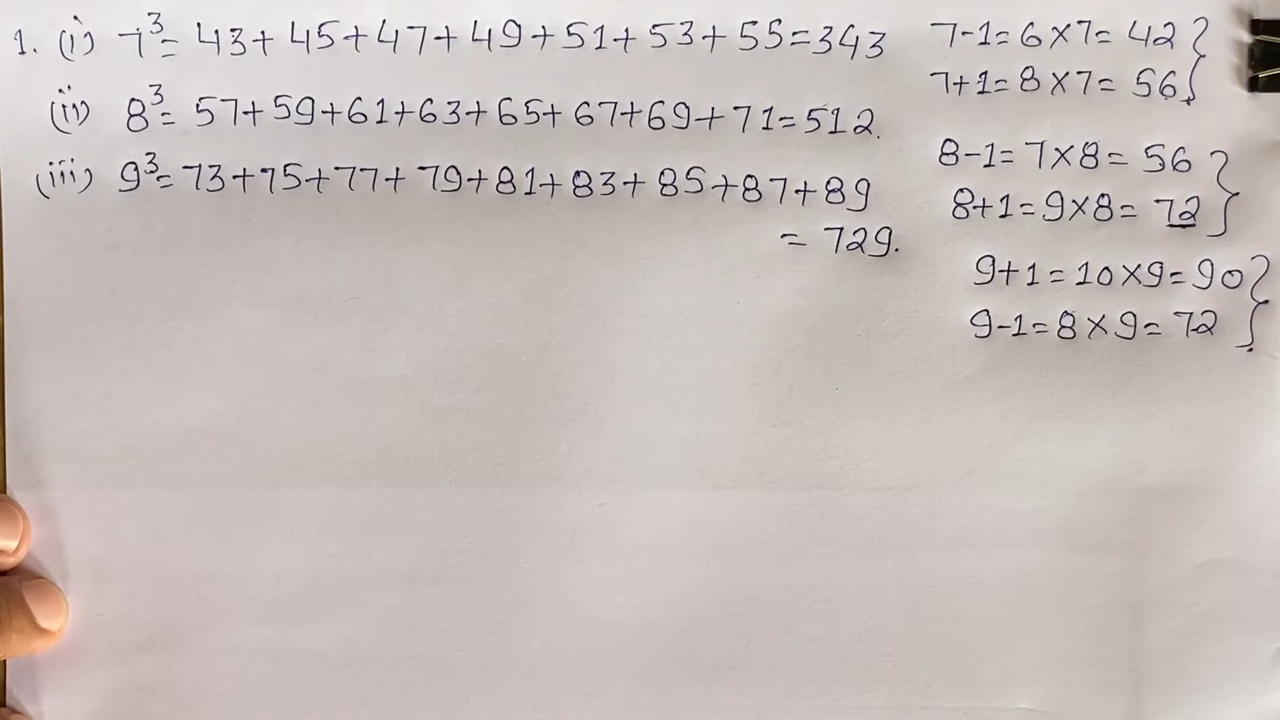 1. (i) 7³= 43+45+47+49+51+53+55=343
(ii) 8³= 57+59+61+63+65+67+69+71=512.
(iii) 9³= 73+75+77+79+81+83+85+87+89
= 729.
7-1=6×7= 42 }
7+1=8×7= 56 }
8-1=7×8= 56 }
8+1=9×8= 72 }
9+1=10×9=90 }
9-1=8×9=72 }